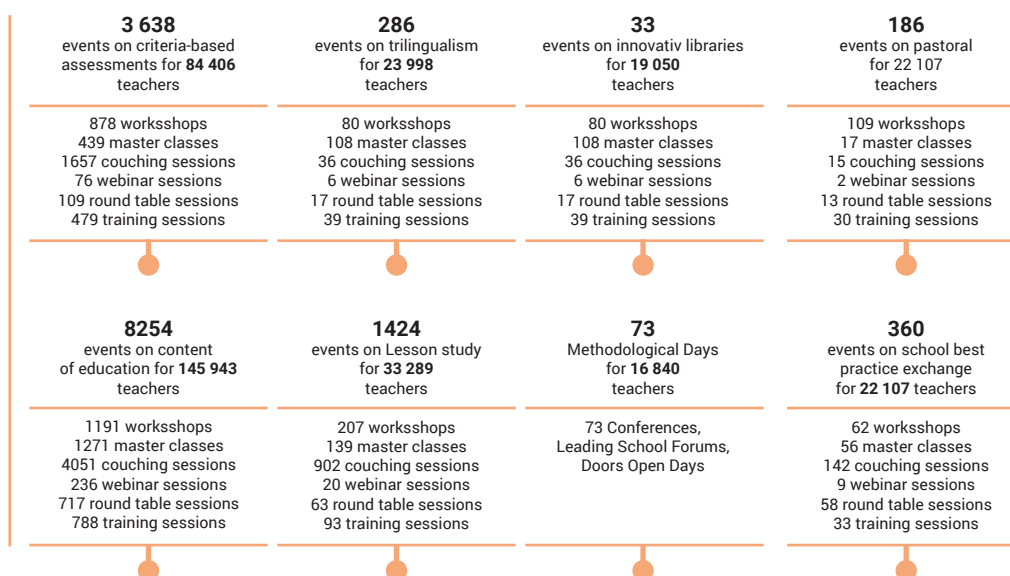 3 638
events on criteria-based
assessments for 84 406
teachers
878 worksshops
439 master classes
1657 couching sessions
76 webinar sessions
109 round table sessions
479 training sessions
286
events on trilingualism
for 23 998
teachers
80 worksshops
108 master classes
36 couching sessions
6 webinar sessions
17 round table sessions
39 training sessions
33
events on innovativ libraries
for 19 050
teachers
80 worksshops
108 master classes
36 couching sessions
6 webinar sessions
17 round table sessions
39 training sessions
186
events on pastoral
for 22 107
teachers
109 worksshops
17 master classes
15 couching sessions
2 webinar sessions
13 round table sessions
30 training sessions
8254
events on content
of education for 145 943
teachers
1191 worksshops
1271 master classes
4051 couching sessions
236 webinar sessions
717 round table sessions
788 training sessions
1424
events on Lesson study
for 33 289
teachers
207 worksshops
139 master classes
902 couching sessions
20 webinar sessions
63 round table sessions
93 training sessions
73
Methodological Days
for 16 840
teachers
73 Conferences,
Leading School Forums,
Doors Open Days
360
events on school best
practice exchange
for 22 107 teachers
62 worksshops
56 master classes
142 couching sessions
9 webinar sessions
58 round table sessions
33 training sessions